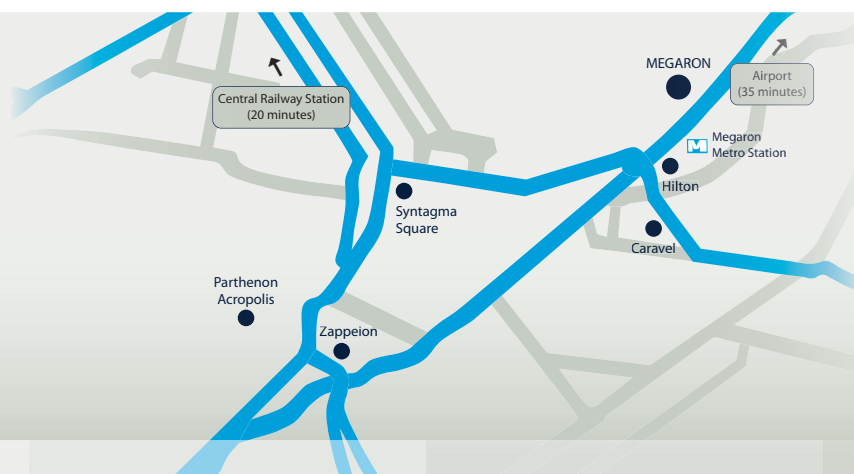 MEGARON
Airport
(35 minutes)
Central Railway Station
(20 minutes)
M
Megaron
Metro Station
Hilton
Syntagma
Square
Caravel
Parthenon
Acropolis
Zappeion